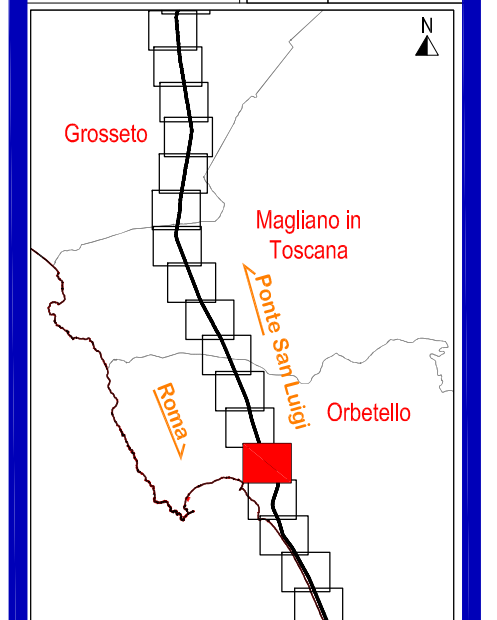 N
Grosseto
Magliano in
Toscana
Ponte San Luigi
Roma
Orbetello